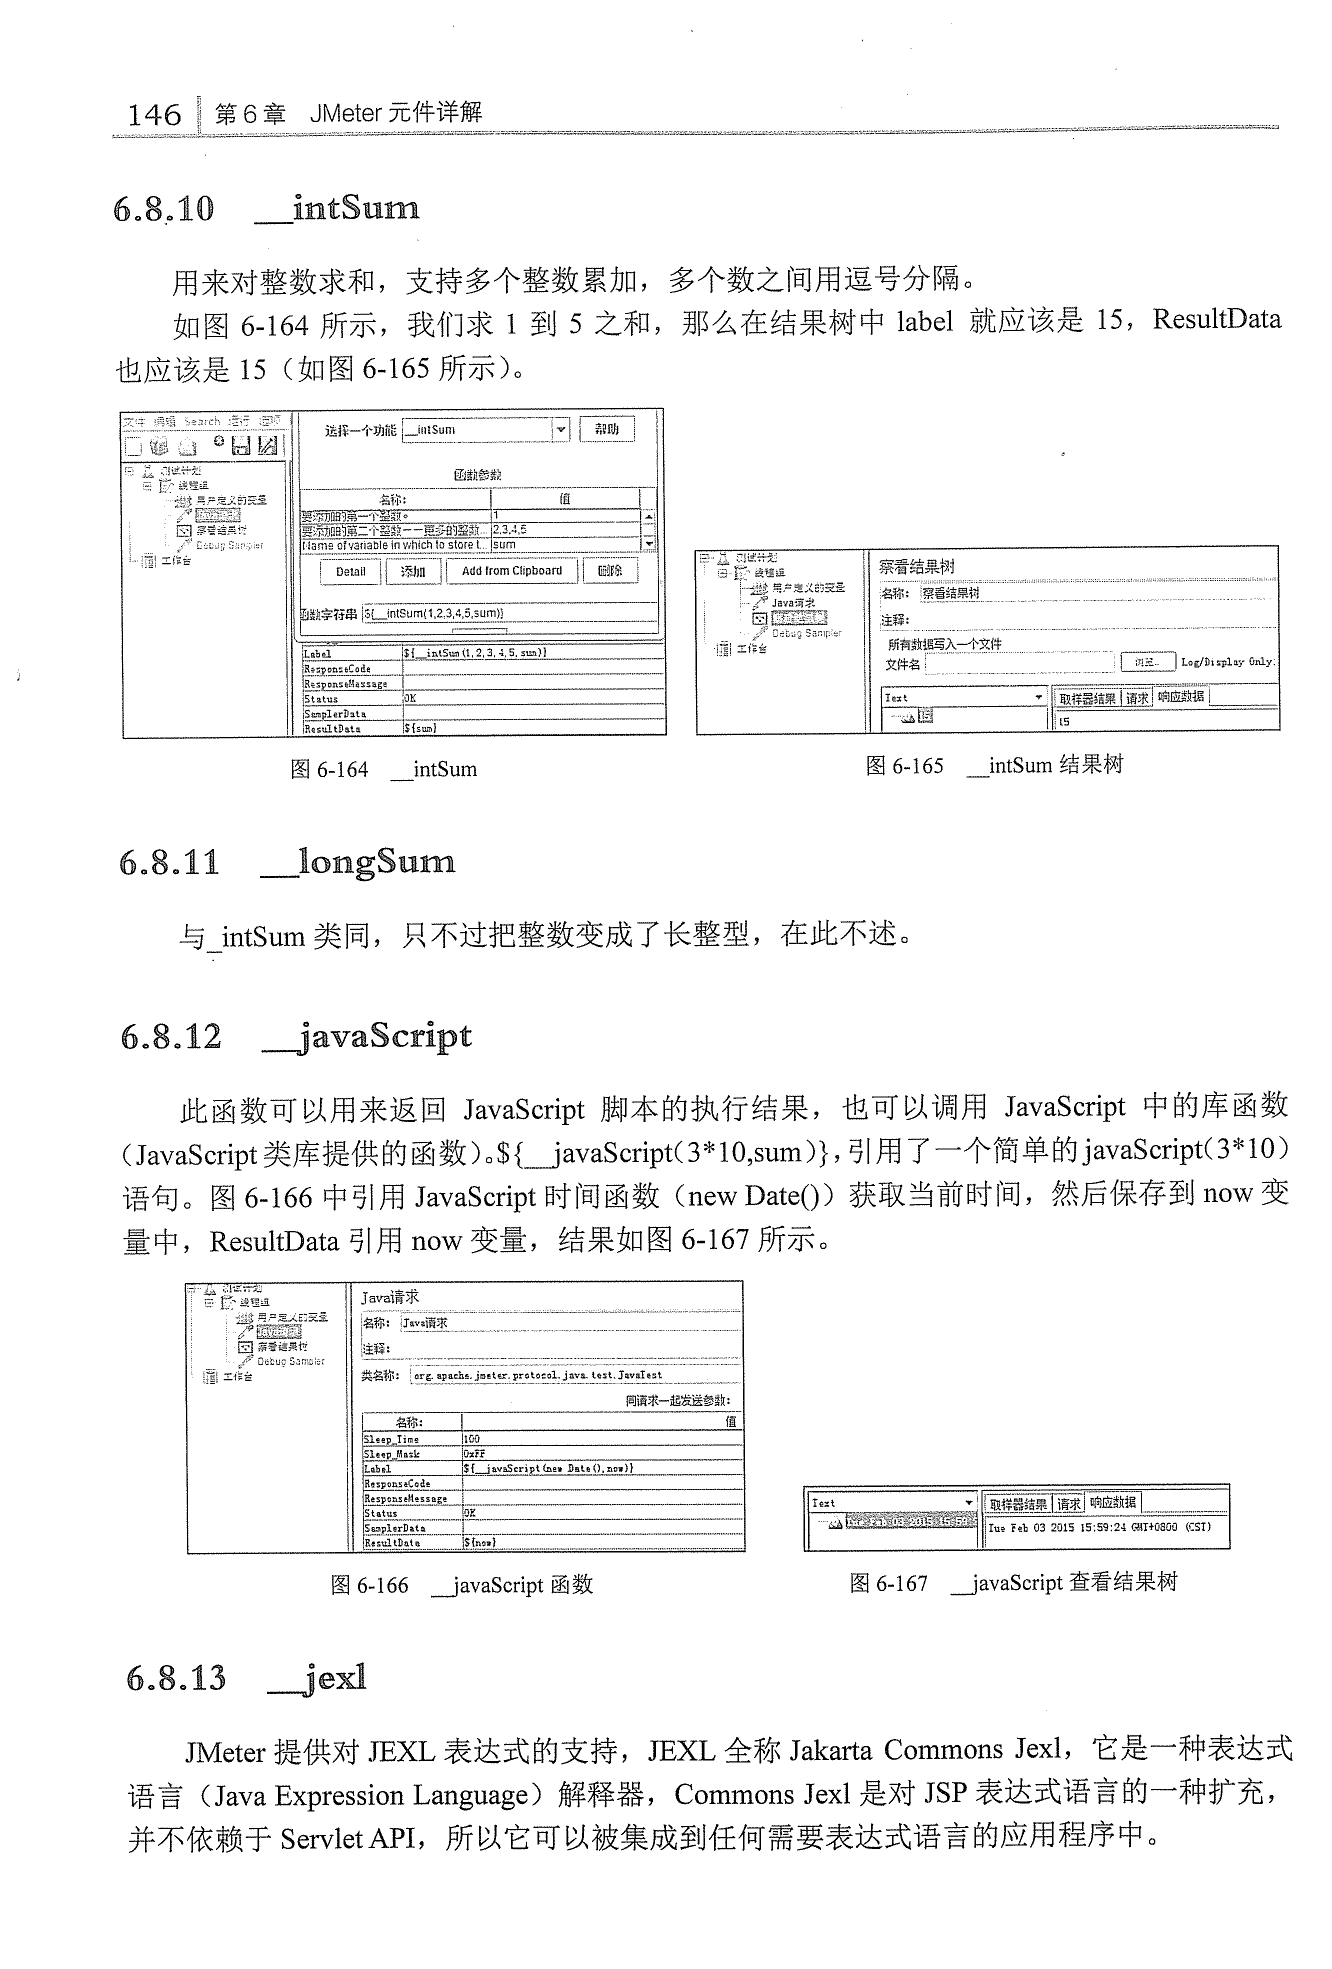 146 第6章 JMeter 元件详解
6.8.10 __intSum
用来对整数求和，支持多个整数累加，多个数之间用逗号分隔。
如图 6-164 所示，我们求 1 到 5 之和，那么在结果树中 label 就应该是 15，ResultData
也应该是 15（如图 6-165 所示）。
文件 编辑 Search 运行 选项
测试计划
线程组
用户定义的变量
察看结果树
Debug Sampler
工作台
选择一个功能 __intSum 帮助
函数参数
名称: 值
要添加的第一个整数。 1
要添加的第二个整数——更多的整数... 2,3,4,5
Name of variable in which to store t... sum
Detail 添加 Add from Clipboard 删除
函数字符串 ${__intSum(1,2,3,4,5,sum)}
Label ${__intSum(1,2,3,4,5,sum)}
ResponseCode
ResponseMessage
Status OK
SamplerData
ResultData ${sum}
测试计划
线程组
用户定义的变量
Java请求
Debug Sampler
工作台
察看结果树
名称: 察看结果树
注释:
所有数据写入一个文件
文件名 浏览... Log/Display Only:
Text 取样器结果 请求 响应数据
15 15
图 6-164 __intSum
图 6-165 __intSum 结果树
6.8.11 __longSum
与_intSum 类同，只不过把整数变成了长整型，在此不述。
6.8.12 __javaScript
此函数可以用来返回 JavaScript 脚本的执行结果，也可以调用 JavaScript 中的库函数
（JavaScript 类库提供的函数）。${__javaScript(3*10,sum)}，引用了一个简单的 javaScript(3*10)
语句。图 6-166 中引用 JavaScript 时间函数（new Date()）获取当前时间，然后保存到 now 变
量中，ResultData 引用 now 变量，结果如图 6-167 所示。
测试计划
线程组
用户定义的变量
察看结果树
Debug Sampler
工作台
Java请求
名称: Java请求
注释:
类名称: org.apache.jmeter.protocol.java.test.JavaTest
同请求一起发送参数:
名称: 值
Sleep_Time 100
Sleep_Mask 0xFF
Label ${__javaScript(new Date(),now)}
ResponseCode
ResponseMessage
Status OK
SamplerData
ResultData ${now}
Text 取样器结果 请求 响应数据
Tue Feb 03 2015 15:59:24 GMT+0800 (CST)
图 6-166 __javaScript 函数
图 6-167 __javaScript 查看结果树
6.8.13 __jexl
JMeter 提供对 JEXL 表达式的支持，JEXL 全称 Jakarta Commons Jexl，它是一种表达式
语言（Java Expression Language）解释器，Commons Jexl 是对 JSP 表达式语言的一种扩充，
并不依赖于 Servlet API，所以它可以被集成到任何需要表达式语言的应用程序中。